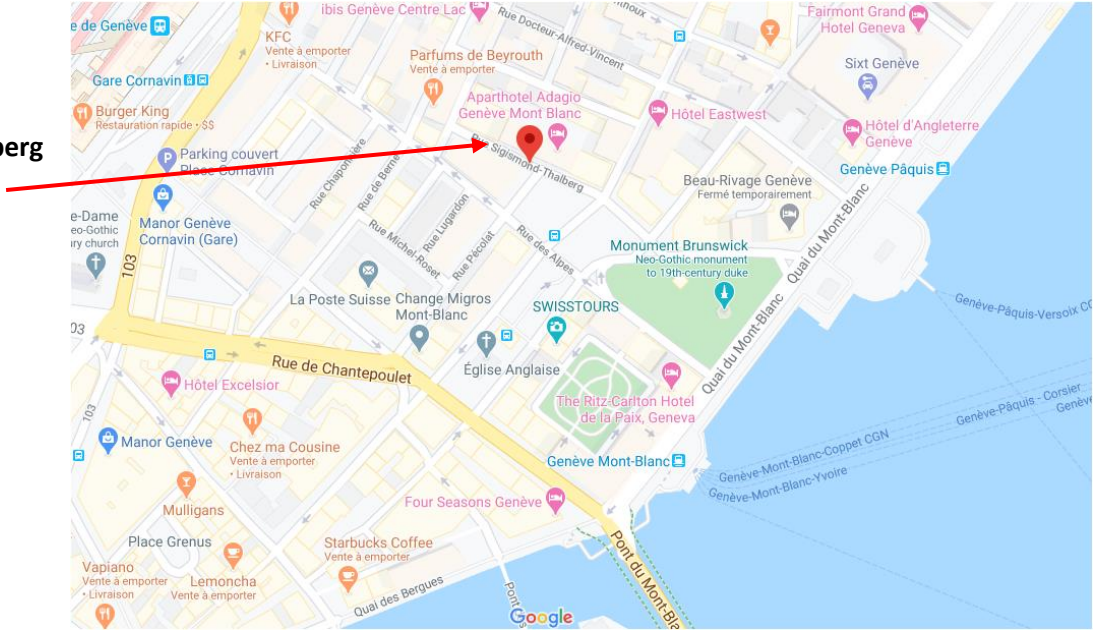 ibis Genève Centre Lac
Rue Docteur-Alfred-Vincent
Fairmont Grand
Hotel Geneva
e de Genève
KFC
Vente à emporter
• Livraison
Parfums de Beyrouth
Vente à emporter
Sixt Genève
Gare Cornavin
Aparthotel Adagio
Genève Mont Blanc
Burger King
Restauration rapide • $$
Hôtel Eastwest
Hôtel d'Angleterre
Genève
berg
Rue Sigismond-Thalberg
Parking couvert
Place Cornavin
Genève Pâquis
Rue Chaponnière
Rue de Berne
Beau-Rivage Genève
Fermé temporairement
e-Dame
eo-Gothic
ury church
Manor Genève
Cornavin (Gare)
Rue Lugardon
Rue Michel-Roset
Rue Pécolat
Rue des Alpes
Monument Brunswick
Neo-Gothic monument
to 19th-century duke
Quai du Mont-Blanc
103
La Poste Suisse
Change Migros
Mont-Blanc
SWISSTOURS
Quai du Mont-Blanc
Genève-Pâquis-Versoix CG
03
Rue de Chantepoulet
Église Anglaise
Hôtel Excelsior
The Ritz-Carlton Hotel
de la Paix, Geneva
Genève-Pâquis - Corsier
Genève
103
Manor Genève
Chez ma Cousine
Vente à emporter
• Livraison
Genève Mont-Blanc
Genève-Mont-Blanc-Coppet CGN
Genève-Mont-Blanc-Yvoire
Four Seasons Genève
Mulligans
Place Grenus
Starbucks Coffee
Vente à emporter
Pont du Mont-Bla
Vapiano
Vente à emporter
• Livraison
Lemoncha
Vente à emporter
Quai des Bergues
Pont
Google